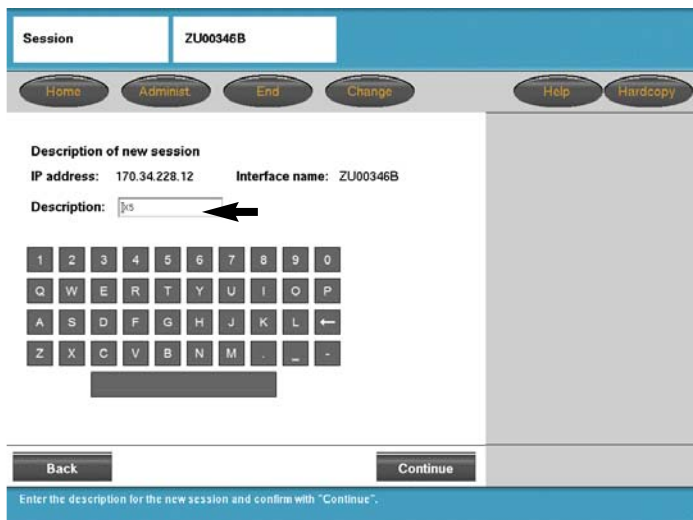 Session ZU00346B
Home Administ. End Change Help Hardcopy
Description of new session
IP address: 170.34.228.12 Interface name: ZU00346B
Description: X5
1 2 3 4 5 6 7 8 9 0
Q W E R T Y U I O P
A S D F G H J K L ←
Z X C V B N M . _ -
Back Continue
Enter the description for the new session and confirm with "Continue".